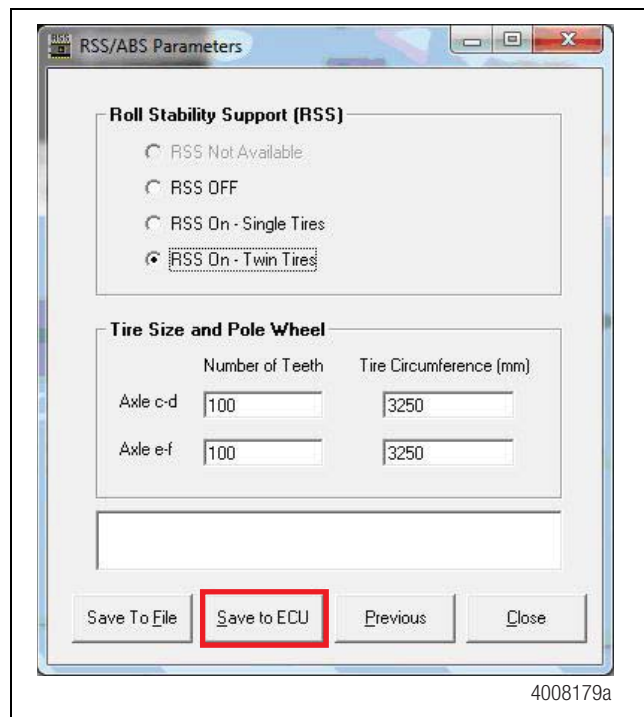 RSS/ABS Parameters
Roll Stability Support (RSS)
RSS Not Available
RSS OFF
RSS On - Single Tires
RSS On - Twin Tires
Tire Size and Pole Wheel
Number of Teeth Tire Circumference (mm)
Axle c-d 100 3250
Axle e-f 100 3250
Save To File Save to ECU Previous Close
4008179a